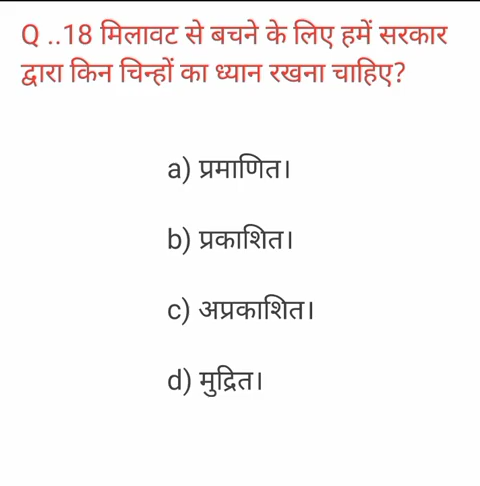 Q ..18 मिलावट से बचने के लिए हमें सरकार
द्वारा किन चिन्हों का ध्यान रखना चाहिए?
a) प्रमाणित।
b) प्रकाशित।
c) अप्रकाशित।
d) मुद्रित।